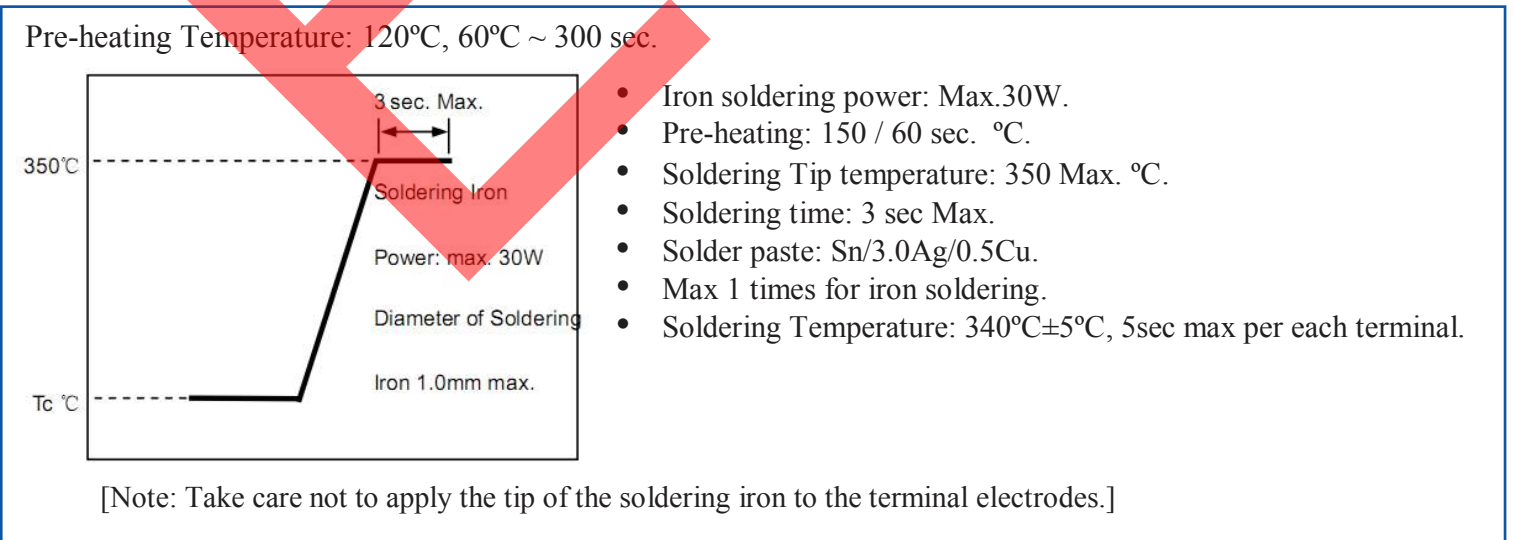 Pre-heating Temperature: 120ºC, 60ºC ~ 300 sec.
3 sec. Max.
350℃
Soldering Iron
Power: max. 30W
Diameter of Soldering
Iron 1.0mm max.
Tc ℃
• Iron soldering power: Max.30W.
• Pre-heating: 150 / 60 sec. ºC.
• Soldering Tip temperature: 350 Max. ºC.
• Soldering time: 3 sec Max.
• Solder paste: Sn/3.0Ag/0.5Cu.
• Max 1 times for iron soldering.
• Soldering Temperature: 340ºC±5ºC, 5sec max per each terminal.
[Note: Take care not to apply the tip of the soldering iron to the terminal electrodes.]